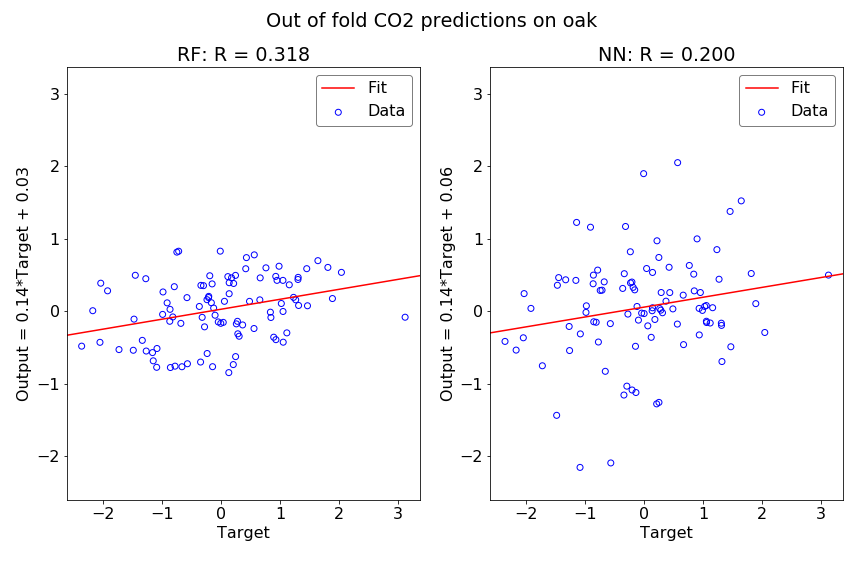 Out of fold CO2 predictions on oak
RF: R = 0.318
Output = 0.14*Target + 0.03
3
2
1
0
−1
−2
Fit
Data
−2 −1 0 1 2 3
Target
NN: R = 0.200
Output = 0.14*Target + 0.06
3
2
1
0
−1
−2
Fit
Data
−2 −1 0 1 2 3
Target